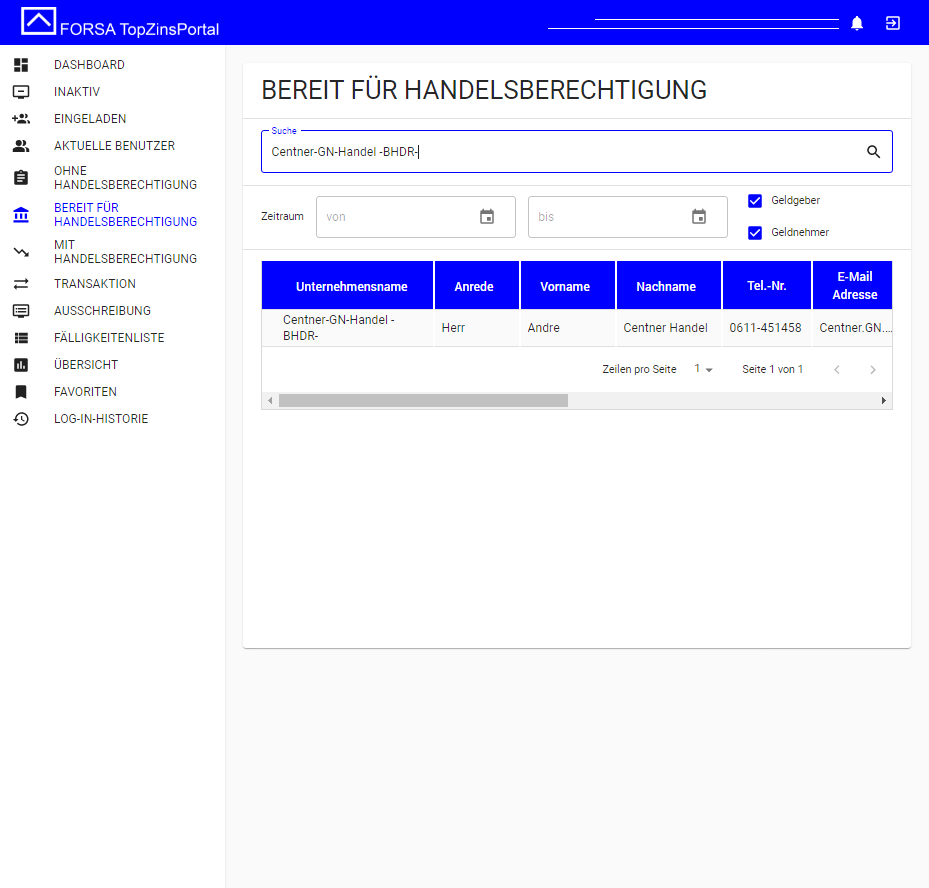 FORSA TopZinsPortal
DASHBOARD
INAKTIV
EINGELADEN
AKTUELLE BENUTZER
OHNE
HANDELSBERECHTIGUNG
BEREIT FÜR
HANDELSBERECHTIGUNG
MIT
HANDELSBERECHTIGUNG
TRANSAKTION
AUSSCHREIBUNG
FÄLLIGKEITENLISTE
ÜBERSICHT
FAVORITEN
LOG-IN-HISTORIE
BEREIT FÜR HANDELSBERECHTIGUNG
Suche
Centner-GN-Handel -BHDR-
Zeitraum von bis
Geldgeber
Geldnehmer
Unternehmensname Anrede Vorname Nachname Tel.-Nr. E-Mail
Adresse
Centner-GN-Handel -
BHDR- Herr Andre Centner Handel 0611-451458 Centner.GN....
Zeilen pro Seite 1 Seite 1 von 1